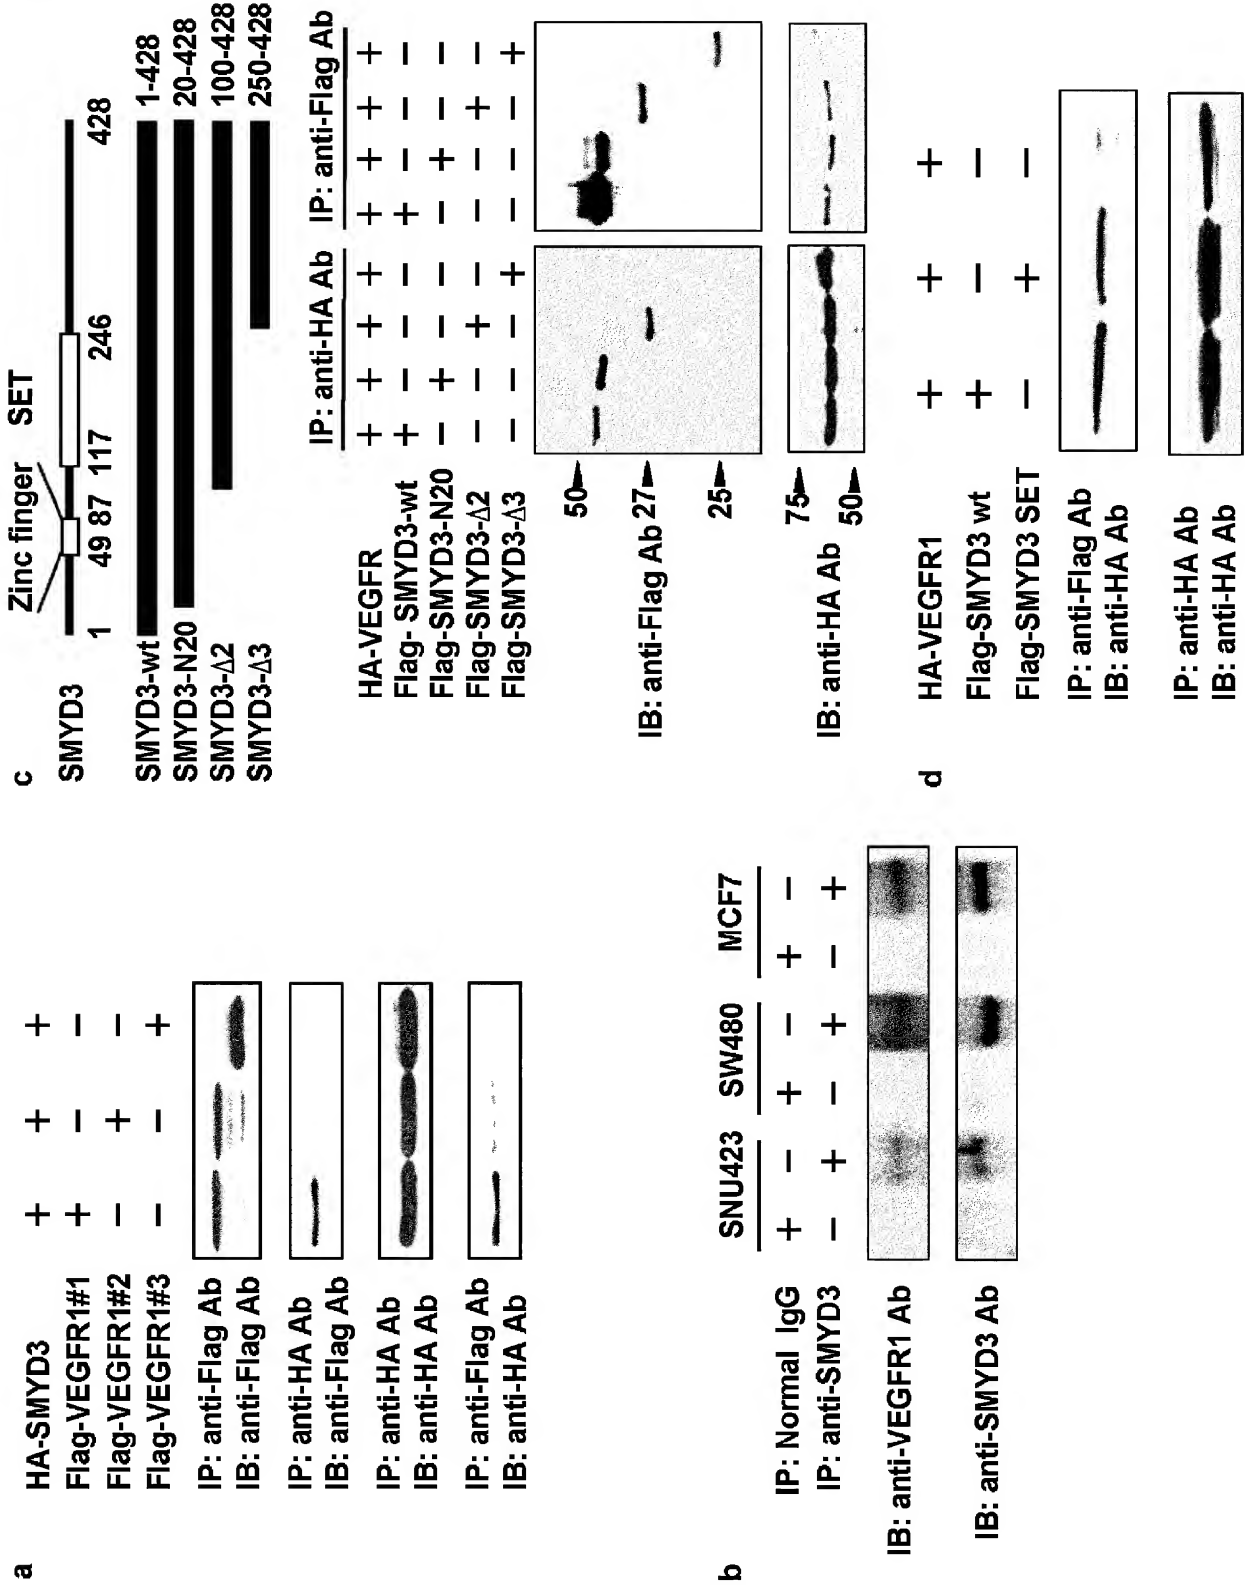 a
HA-SMYD3 + + +
Flag-VEGFR1#1 + − −
Flag-VEGFR1#2 − + −
Flag-VEGFR1#3 − − +
IP: anti-Flag Ab
IB: anti-Flag Ab
IP: anti-HA Ab
IB: anti-Flag Ab
IP: anti-HA Ab
IB: anti-HA Ab
IP: anti-Flag Ab
IB: anti-HA Ab
b
SNU423 SW480 MCF7
IP: Normal IgG + − + − + −
IP: anti-SMYD3 − + − + − +
IB: anti-VEGFR1 Ab
IB: anti-SMYD3 Ab
c
Zinc finger SET
SMYD3
1 49 87 117 246 428
SMYD3-wt 1-428
SMYD3-N20 20-428
SMYD3-Δ2 100-428
SMYD3-Δ3 250-428
IP: anti-HA Ab IP: anti-Flag Ab
HA-VEGFR + + + + + + + +
Flag- SMYD3-wt + − − − + − − −
Flag-SMYD3-N20 − + − − − + − −
Flag-SMYD3-Δ2 − − + − − − + −
Flag-SMYD3-Δ3 − − − + − − − +
50
IB: anti-Flag Ab 27
25
75
IB: anti-HA Ab
50
d
HA-VEGFR1 + + +
Flag-SMYD3 wt + − −
Flag-SMYD3 SET − + −
IP: anti-Flag Ab
IB: anti-HA Ab
IP: anti-HA Ab
IB: anti-HA Ab